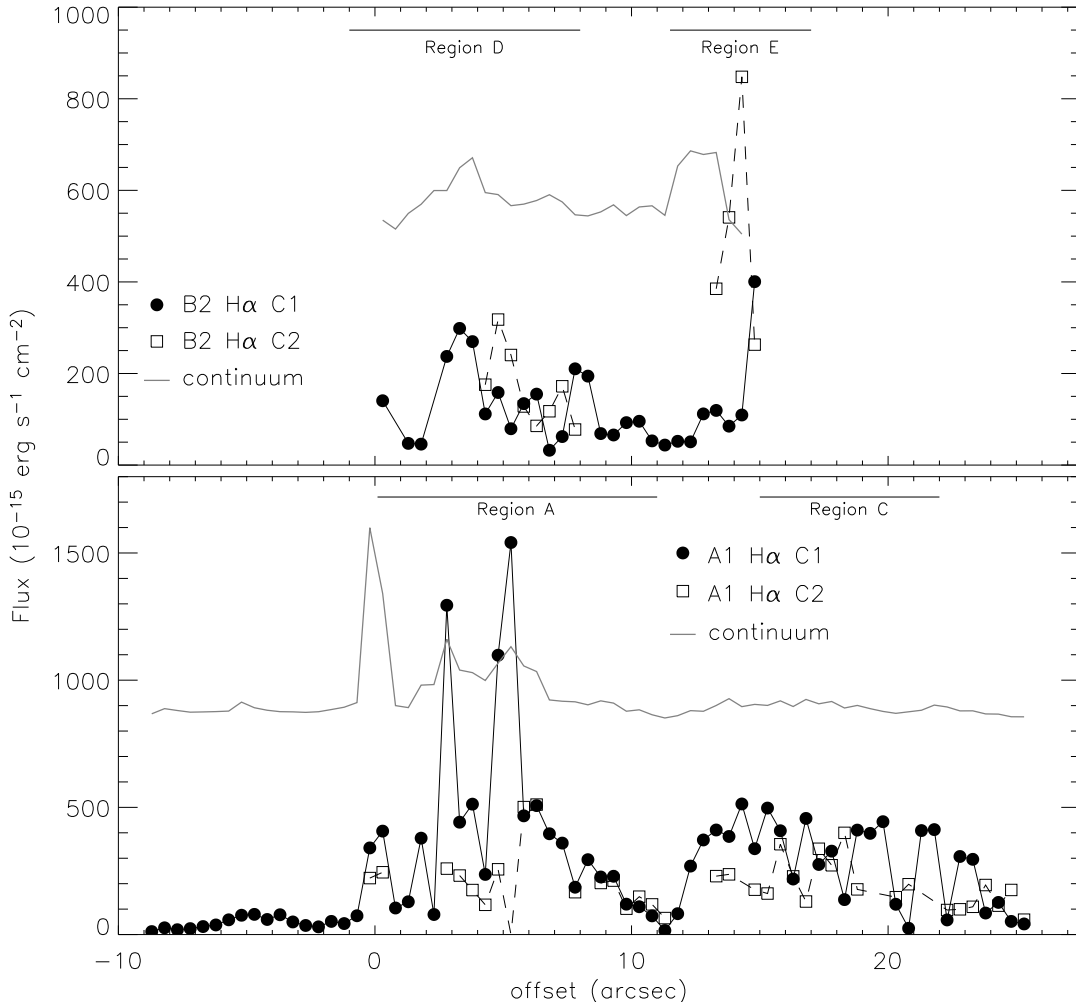 1000
Region D
Region E
800
600
400
B2 Hα C1
B2 Hα C2
200
continuum
0
Flux (10⁻¹⁵ erg s⁻¹ cm⁻²)
Region A
Region C
1500
A1 Hα C1
A1 Hα C2
continuum
1000
500
0
−10 0 10 20
offset (arcsec)